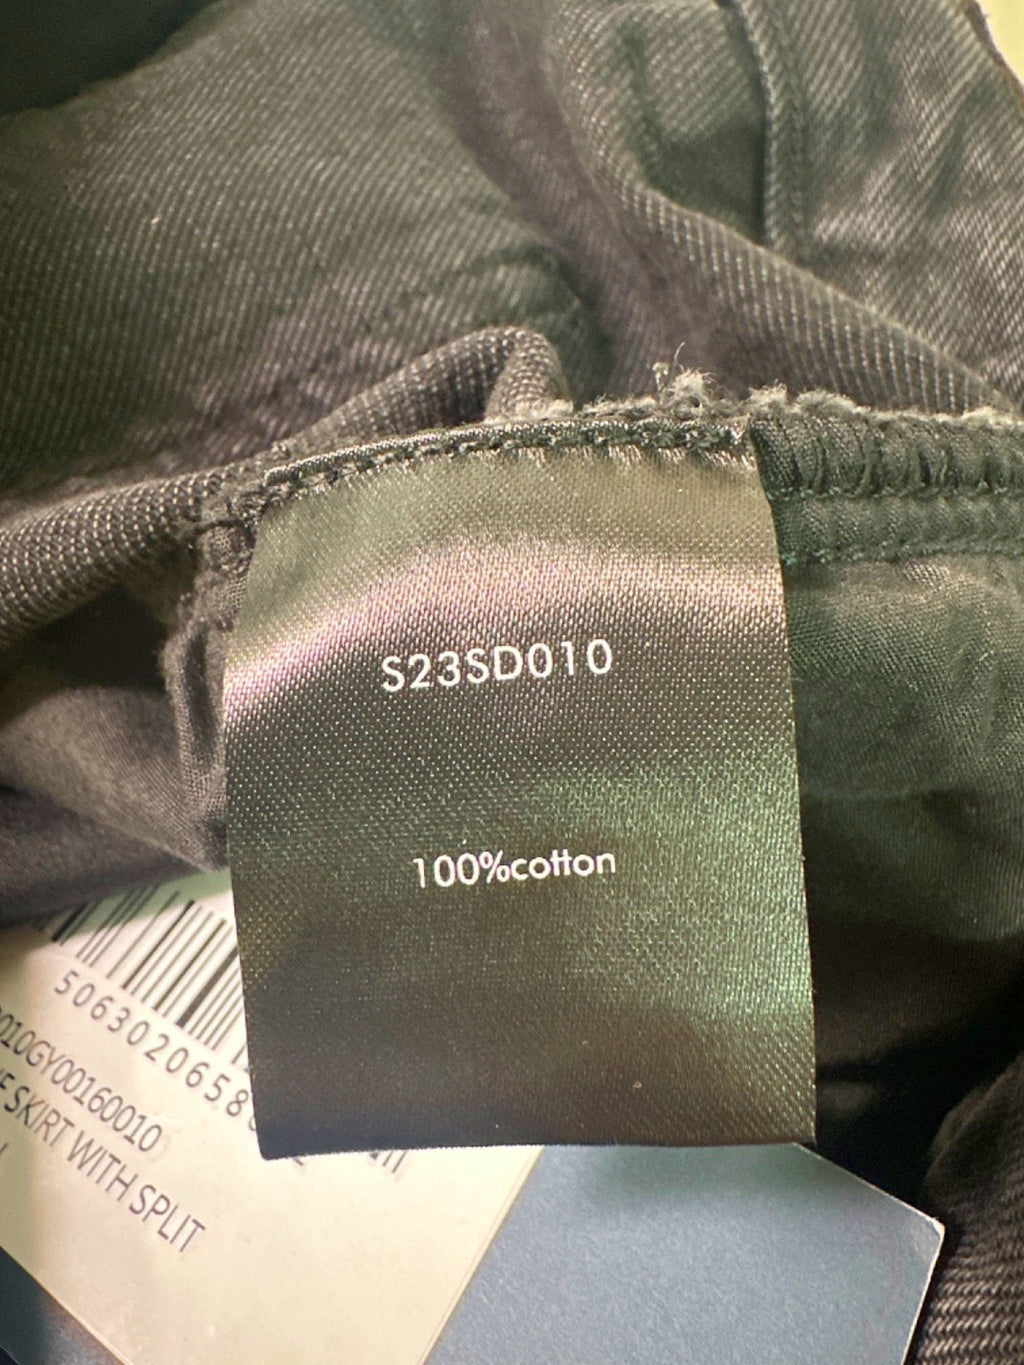 S23SD010
100%cotton
5063020658
010GY00160010
SKIRT WITH SPLIT